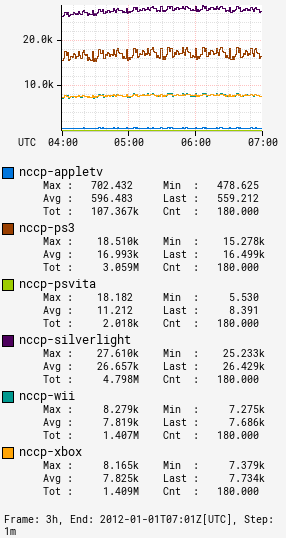 20.0k
10.0k
UTC 04:00 05:00 06:00 07:00
nccp-appletv
Max : 702.432 Min : 478.625
Avg : 596.483 Last : 559.212
Tot : 107.367k Cnt : 180.000
nccp-ps3
Max : 18.510k Min : 15.278k
Avg : 16.993k Last : 16.499k
Tot : 3.059M Cnt : 180.000
nccp-psvita
Max : 18.182 Min : 5.530
Avg : 11.212 Last : 8.391
Tot : 2.018k Cnt : 180.000
nccp-silverlight
Max : 27.610k Min : 25.233k
Avg : 26.657k Last : 26.429k
Tot : 4.798M Cnt : 180.000
nccp-wii
Max : 8.279k Min : 7.275k
Avg : 7.819k Last : 7.686k
Tot : 1.407M Cnt : 180.000
nccp-xbox
Max : 8.165k Min : 7.379k
Avg : 7.825k Last : 7.734k
Tot : 1.409M Cnt : 180.000
Frame: 3h, End: 2012-01-01T07:01Z[UTC], Step:
1m